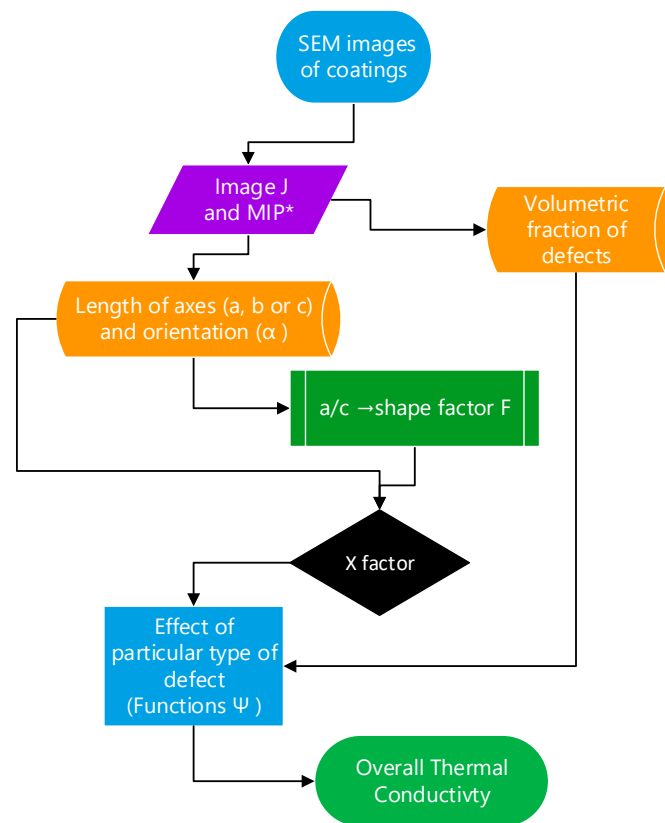 SEM images
of coatings
Image J
and MIP*
Volumetric
fraction of
defects
Length of axes (a, b or c)
and orientation (α )
a/c →shape factor F
X factor
Effect of
particular type of
defect
(Functions Ψ )
Overall Thermal
Conductivty